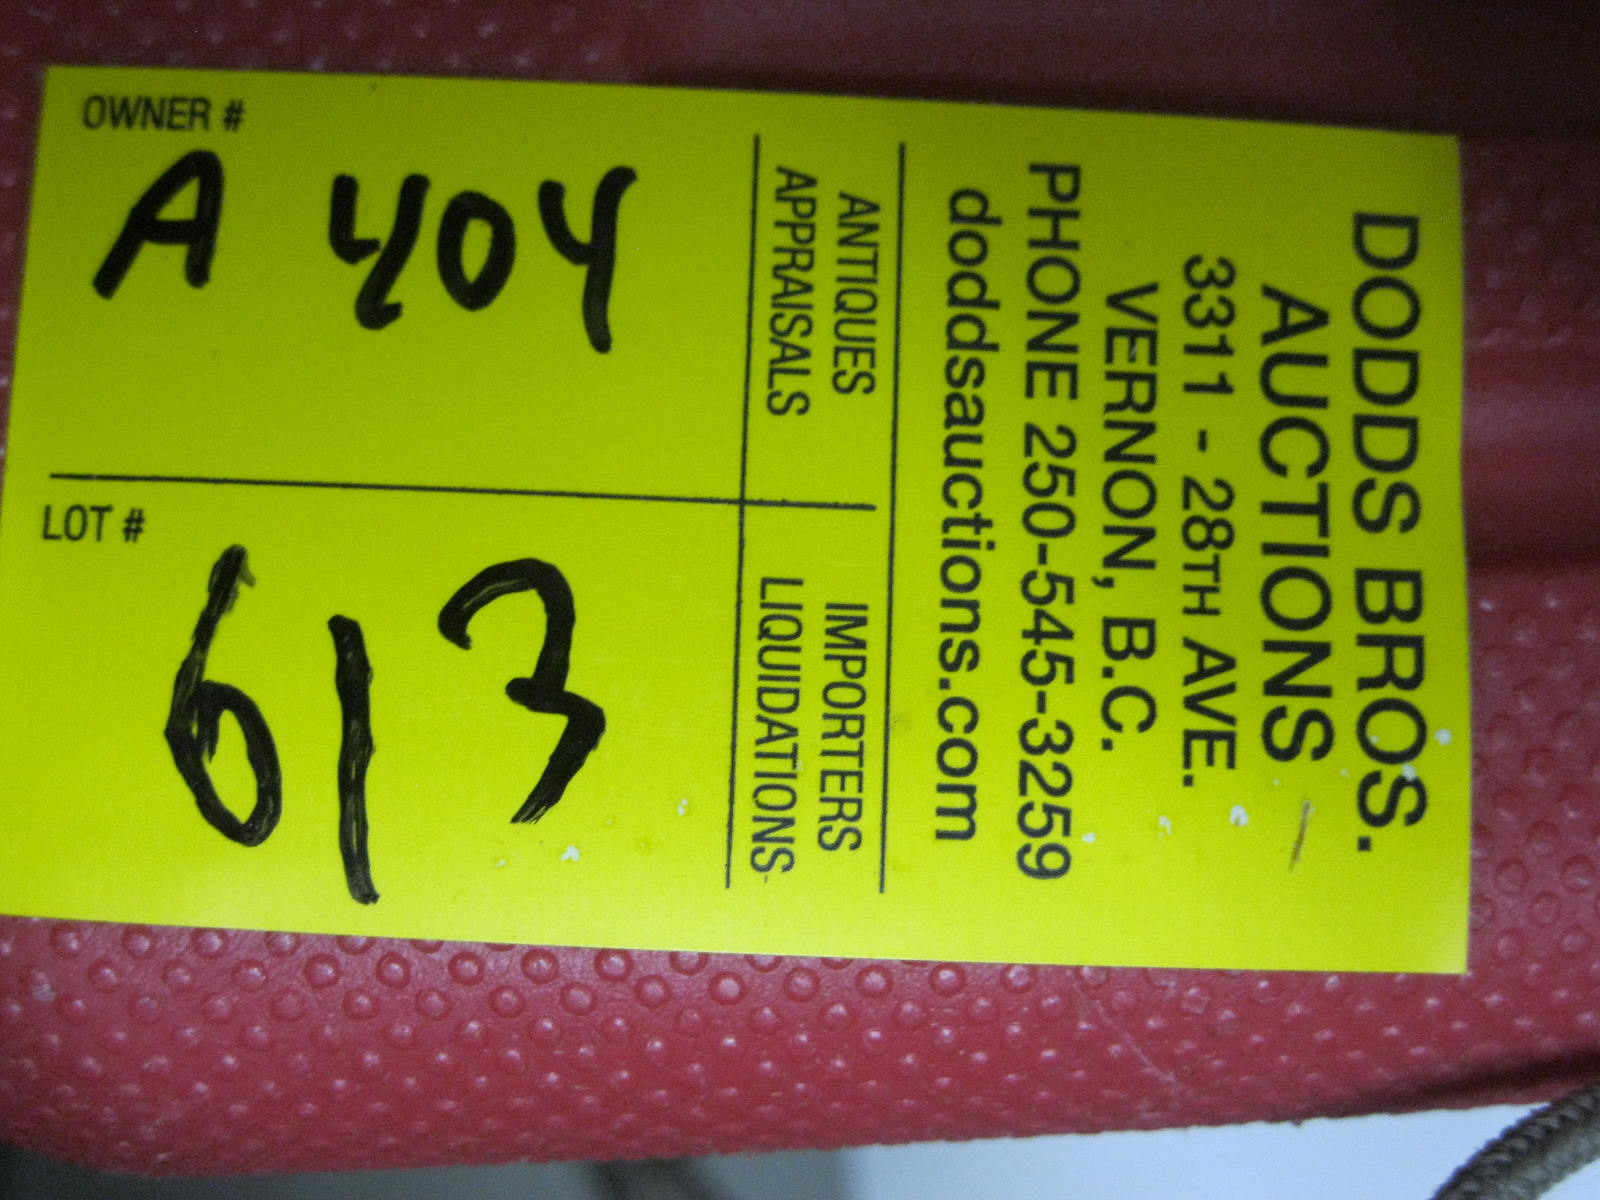 DODDS BROS.
AUCTIONS
3311 - 28TH AVE.
VERNON, B.C.
PHONE 250-545-3259
doddsauctions.com
ANTIQUES
APPRAISALS
IMPORTERS
LIQUIDATIONS
OWNER #
A 404
LOT #
613